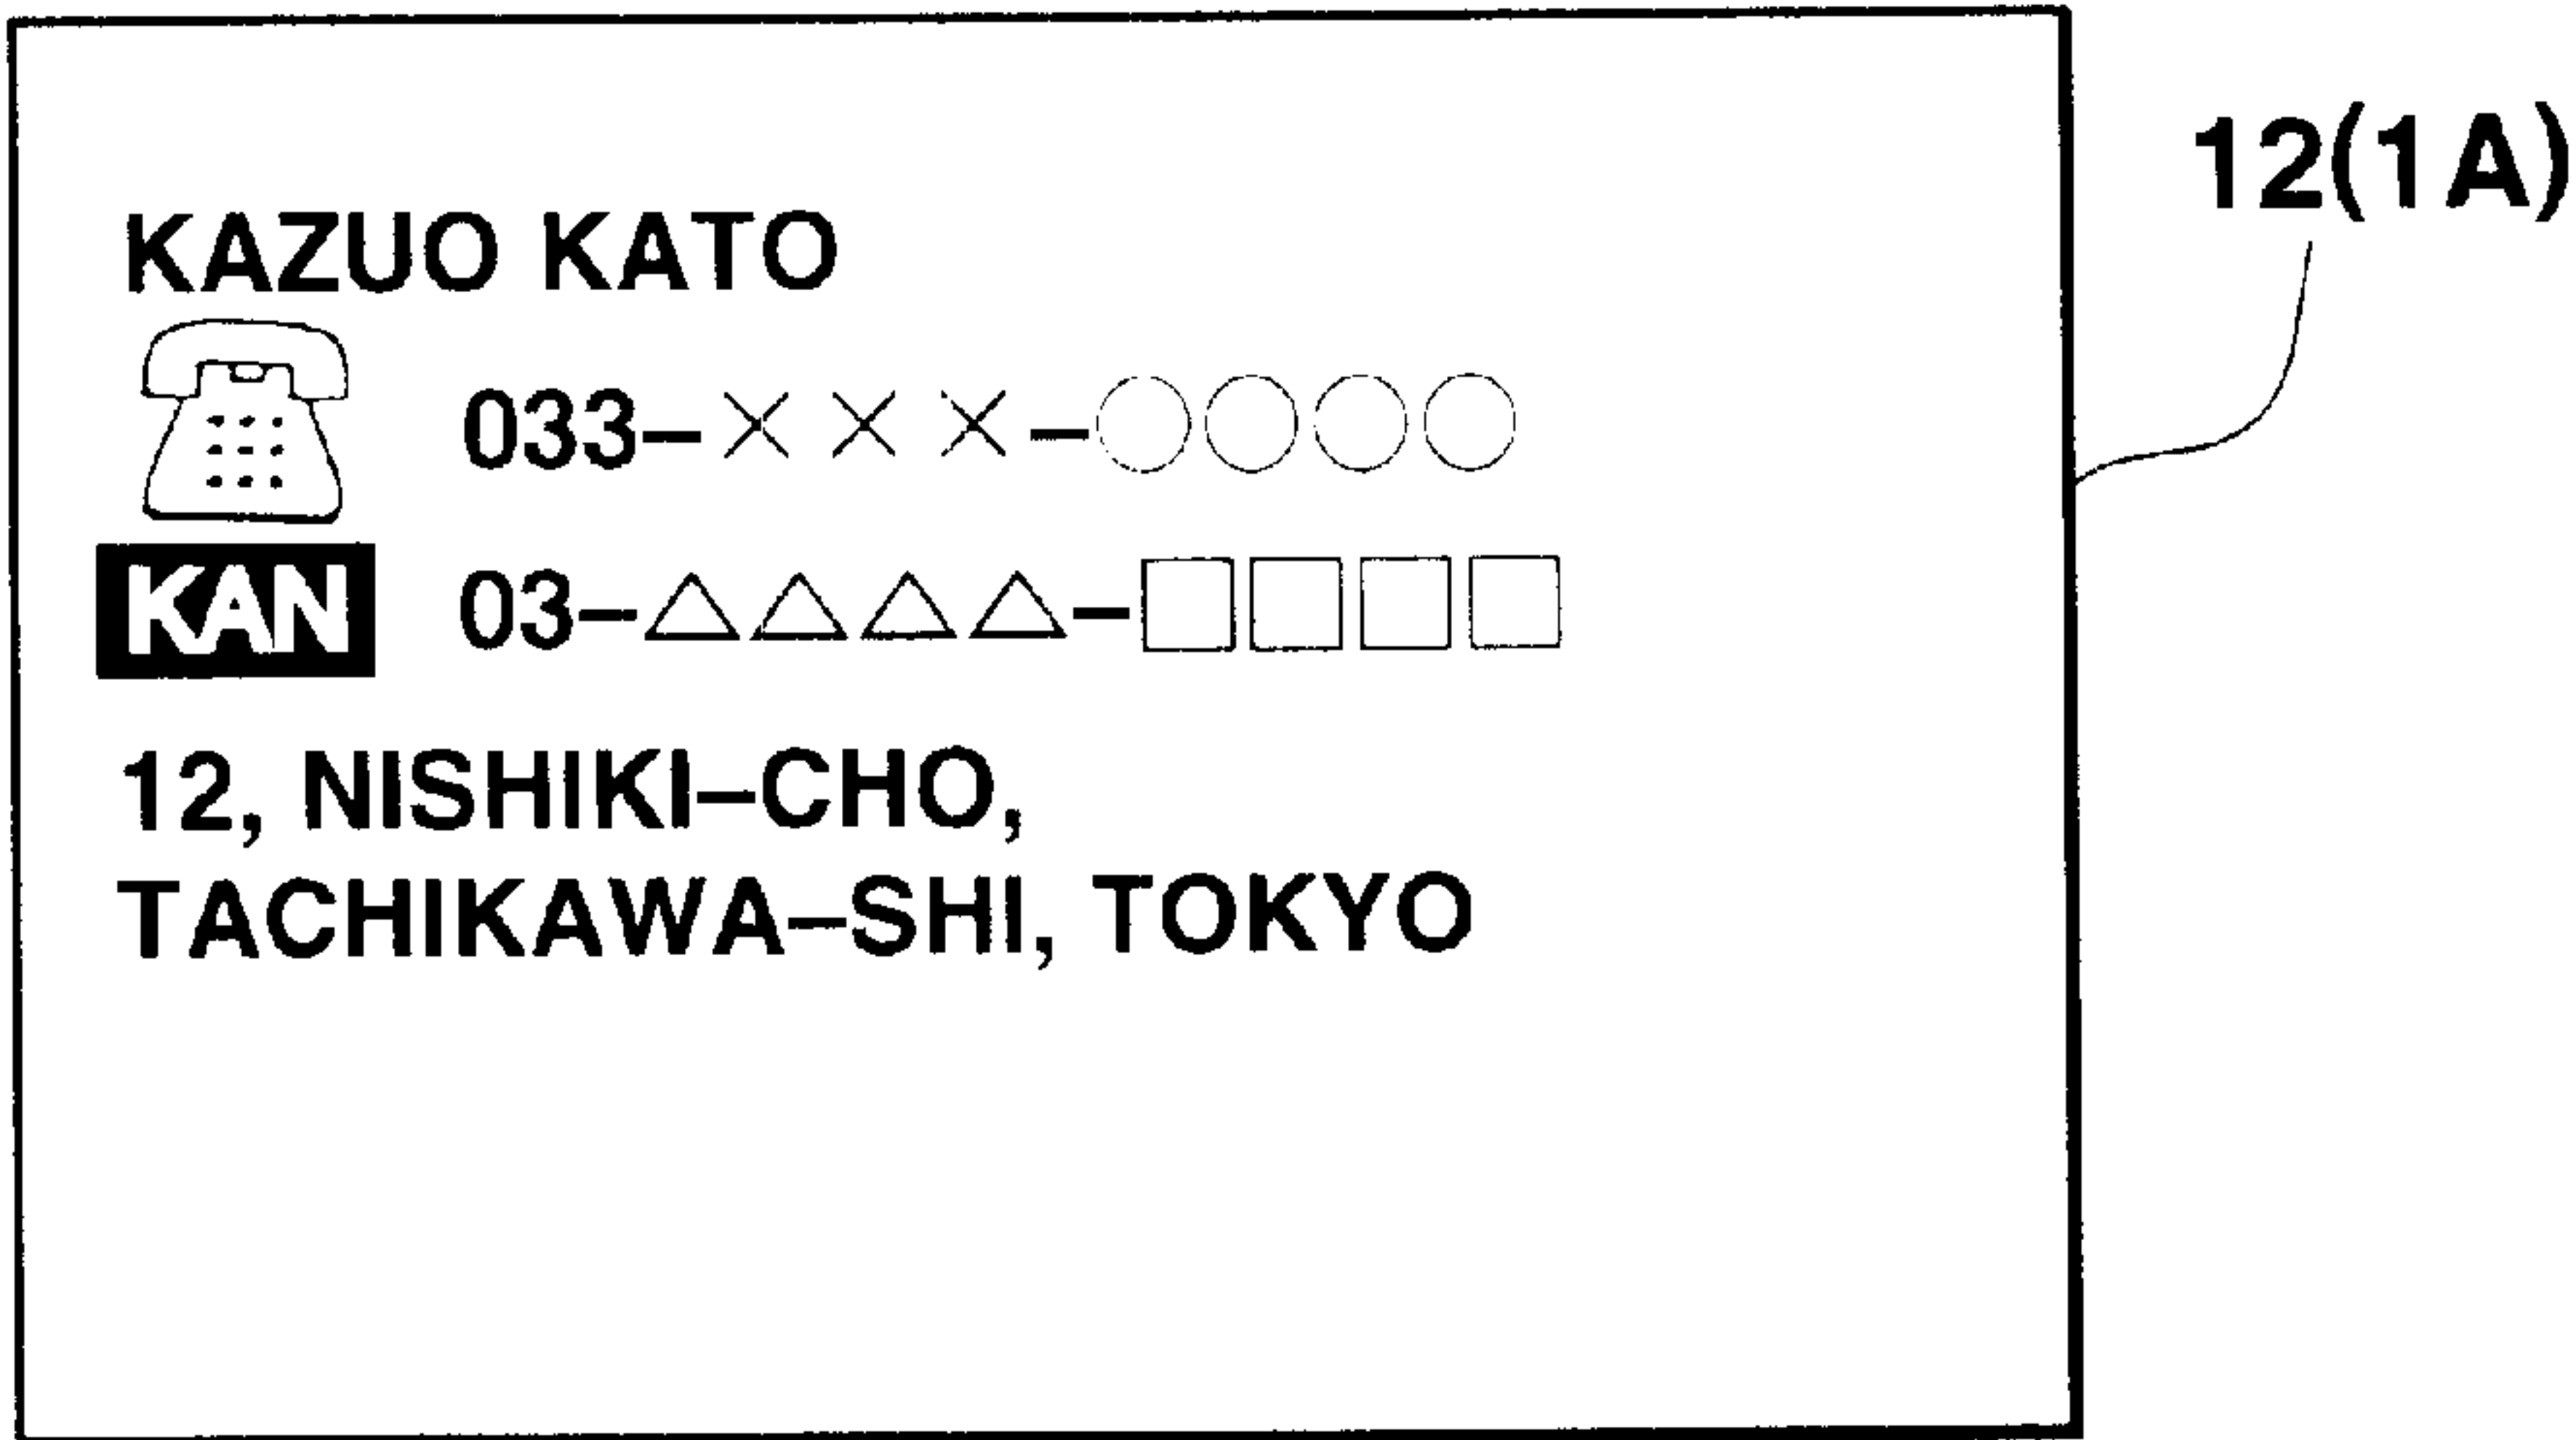 12(1A)
KAZUO KATO
033-×××-○○○○
KAN 03-△△△△-□□□□
12, NISHIKI-CHO,
TACHIKAWA-SHI, TOKYO